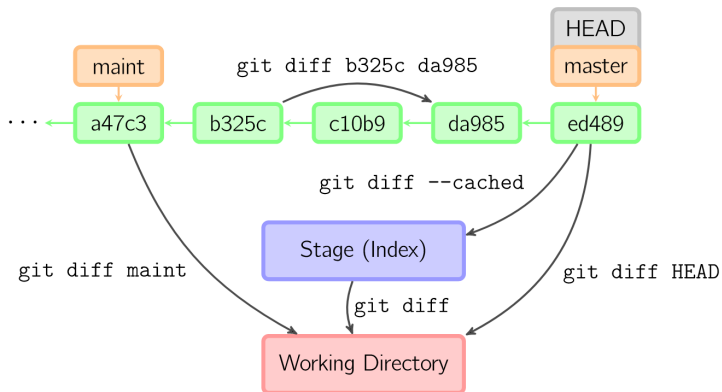 HEAD
maint
git diff b325c da985
master
... a47c3 b325c c10b9 da985 ed489
git diff --cached
Stage (Index)
git diff maint
git diff HEAD
git diff
Working Directory